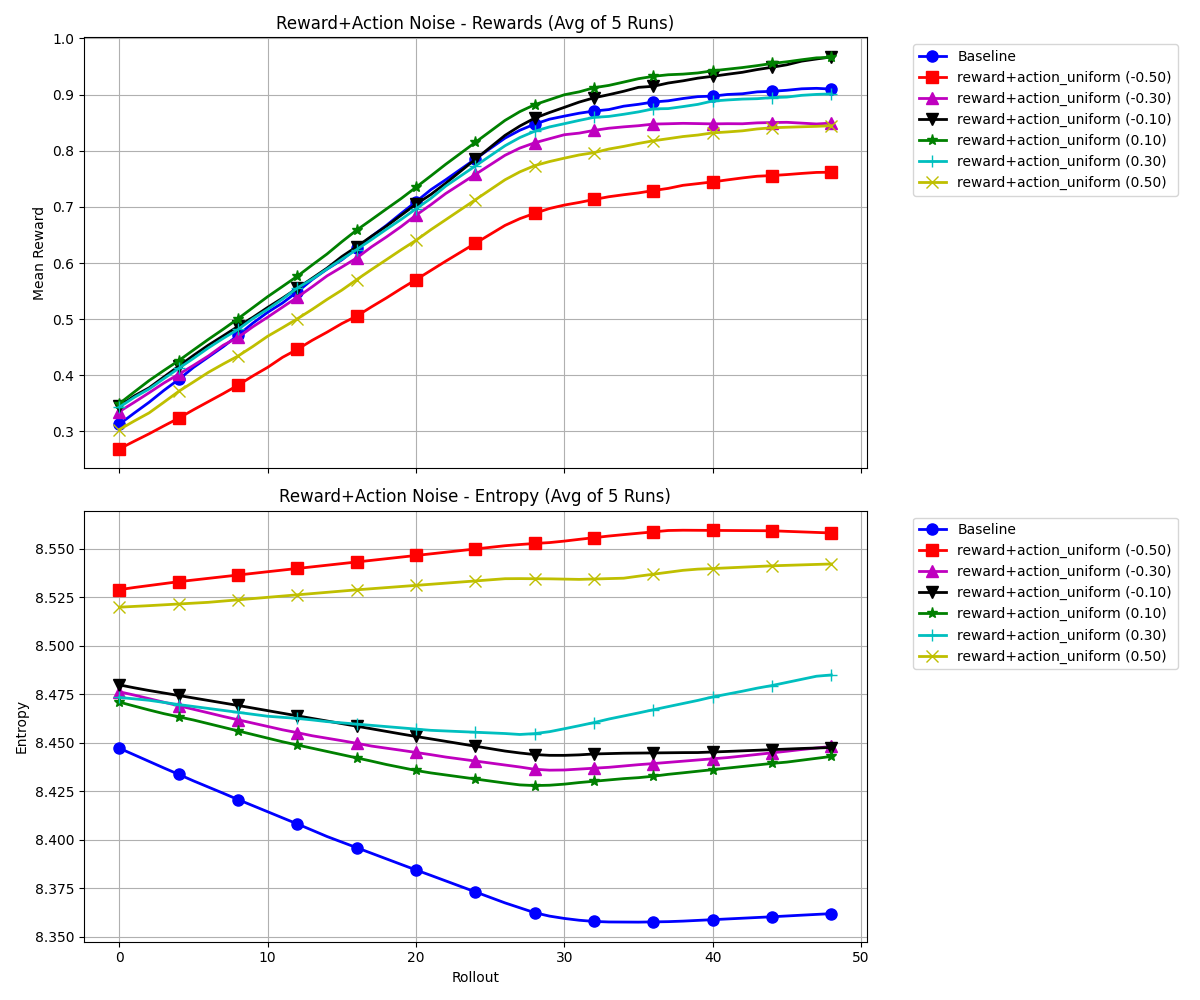 Reward+Action Noise - Rewards (Avg of 5 Runs)
Mean Reward
1.0
0.9
0.8
0.7
0.6
0.5
0.4
0.3
Baseline
reward+action_uniform (-0.50)
reward+action_uniform (-0.30)
reward+action_uniform (-0.10)
reward+action_uniform (0.10)
reward+action_uniform (0.30)
reward+action_uniform (0.50)
Reward+Action Noise - Entropy (Avg of 5 Runs)
Entropy
8.550
8.525
8.500
8.475
8.450
8.425
8.400
8.375
8.350
0 10 20 30 40 50
Rollout
Baseline
reward+action_uniform (-0.50)
reward+action_uniform (-0.30)
reward+action_uniform (-0.10)
reward+action_uniform (0.10)
reward+action_uniform (0.30)
reward+action_uniform (0.50)